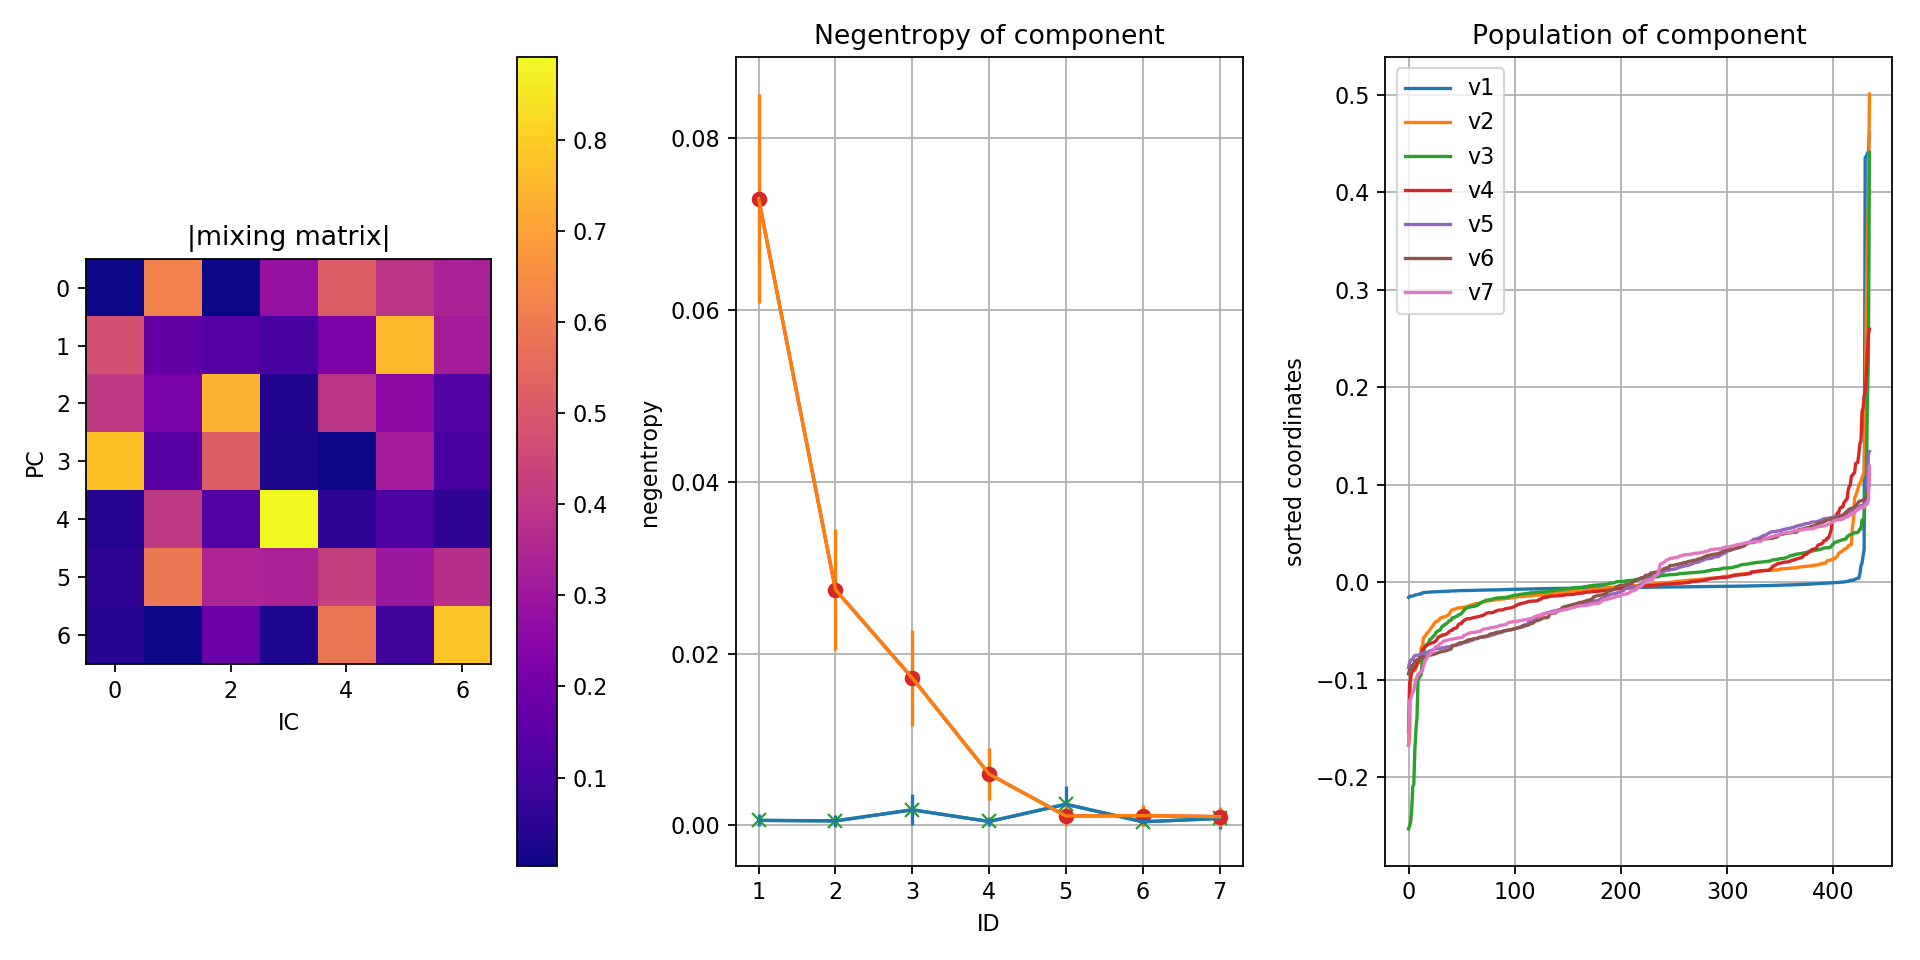 |mixing matrix|
0
1
2
3
4
5
6
PC
0 2 4 6
IC
0.8
0.7
0.6
0.5
0.4
0.3
0.2
0.1
Negentropy of component
0.08
0.06
0.04
0.02
0.00
negentropy
1 2 3 4 5 6 7
ID
Population of component
v1
v2
v3
v4
v5
v6
v7
0.5
0.4
0.3
0.2
0.1
0.0
−0.1
−0.2
sorted coordinates
0 100 200 300 400